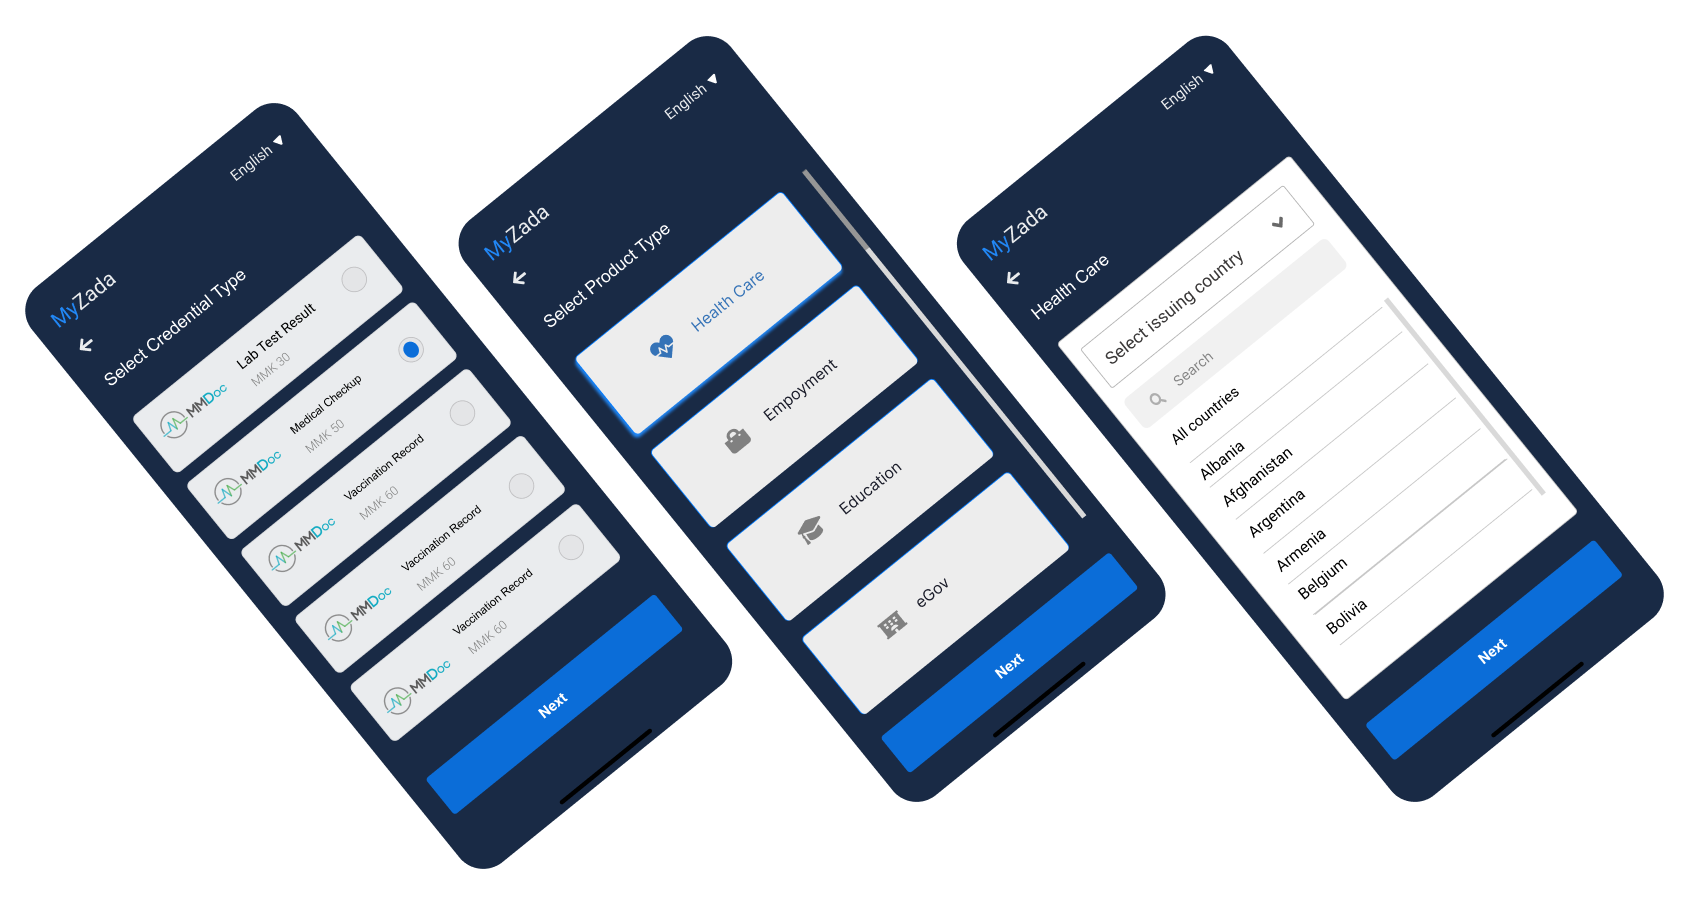 English
MyZada
Select Credential Type
MMDoc
Lab Test Result
MMK 30
MMDoc
Medical Checkup
MMK 50
MMDoc
Vaccination Record
MMK 60
MMDoc
Vaccination Record
MMK 60
MMDoc
Vaccination Record
MMK 60
Next
English
MyZada
Select Product Type
Health Care
Empoyment
Education
eGov
Next
English
MyZada
Health Care
Select issuing country
Search
All countries
Albania
Afghanistan
Argentina
Armenia
Belgium
Bolivia
Next